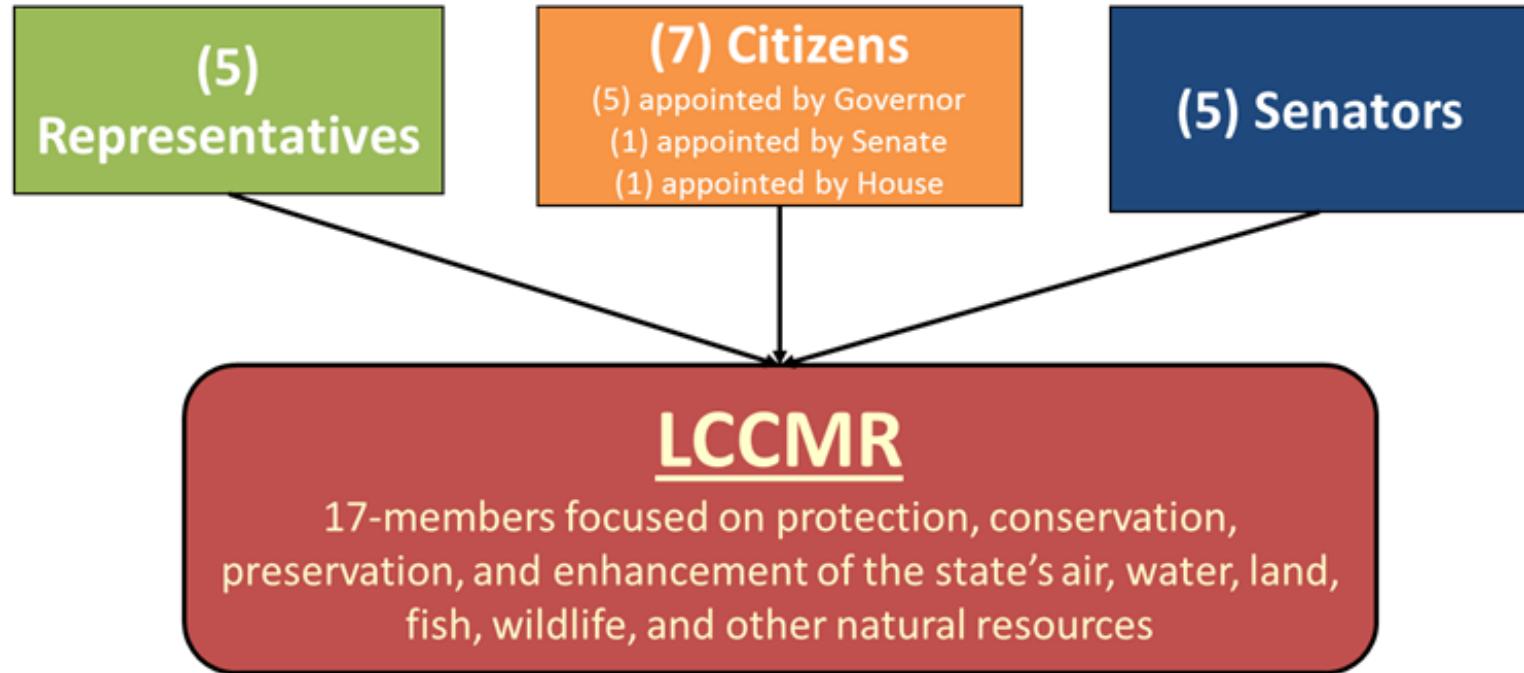 (5)
Representatives
(7) Citizens
(5) appointed by Governor
(1) appointed by Senate
(1) appointed by House
(5) Senators
LCCMR
17-members focused on protection, conservation,
preservation, and enhancement of the state’s air, water, land,
fish, wildlife, and other natural resources